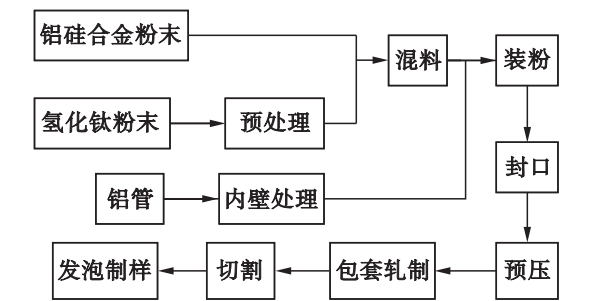 铝硅合金粉末
混料
装粉
氢化钛粉末
预处理
封口
铝管
内壁处理
发泡制样
切割
包套轧制
预压